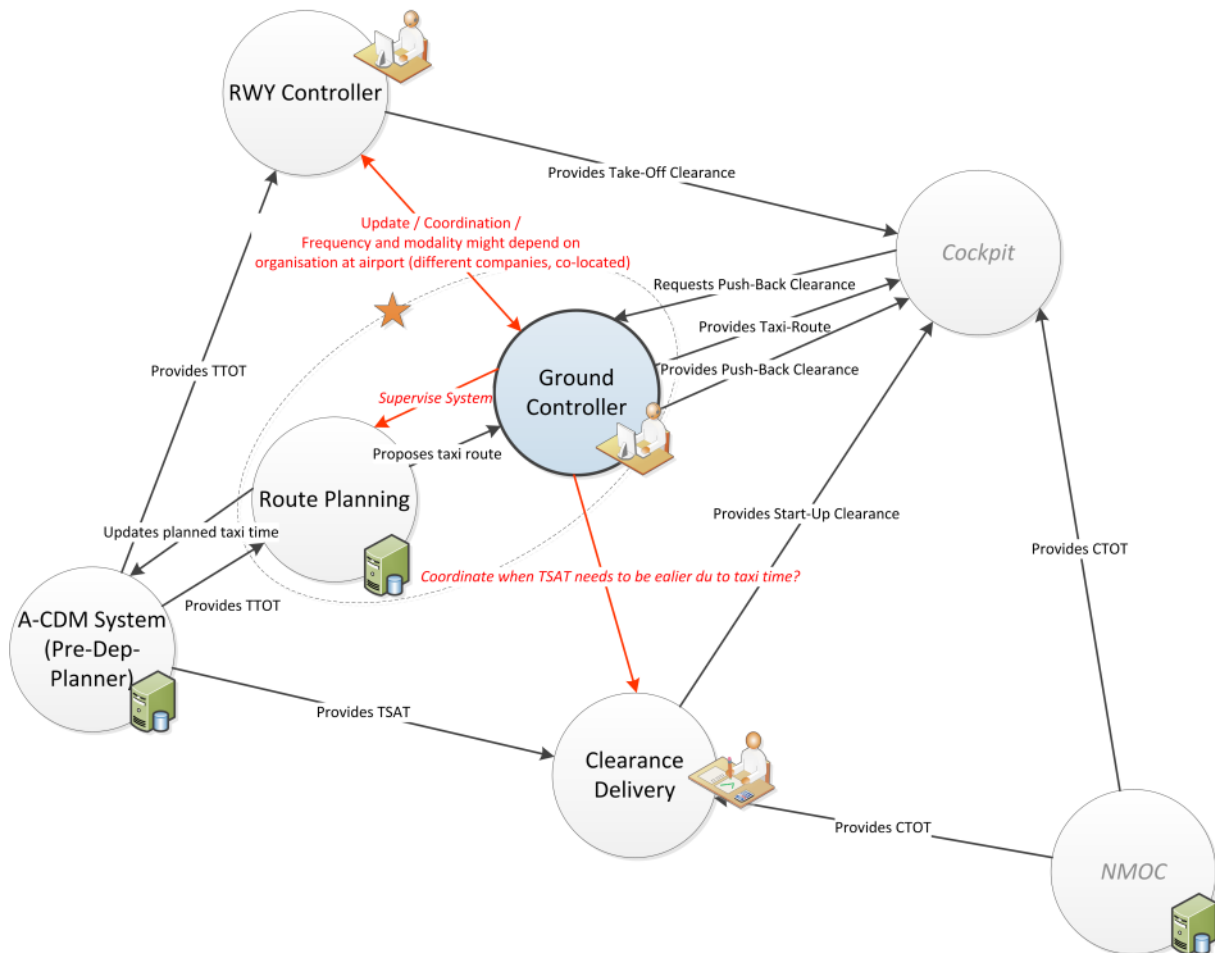 RWY Controller
Provides Take-Off Clearance
Cockpit
Update / Coordination /
Frequency and modality might depend on
organisation at airport (different companies, co-located)
Requests Push-Back Clearance
Provides Taxi-Route
Provides Push-Back Clearance
Provides TTOT
Ground
Controller
Supervise System
Proposes taxi route
Route Planning
Updates planned taxi time
Provides Start-Up Clearance
Provides CTOT
Coordinate when TSAT needs to be ealier du to taxi time?
Provides TTOT
A-CDM System
(Pre-Dep-
Planner)
Provides TSAT
Clearance
Delivery
Provides CTOT
NMOC